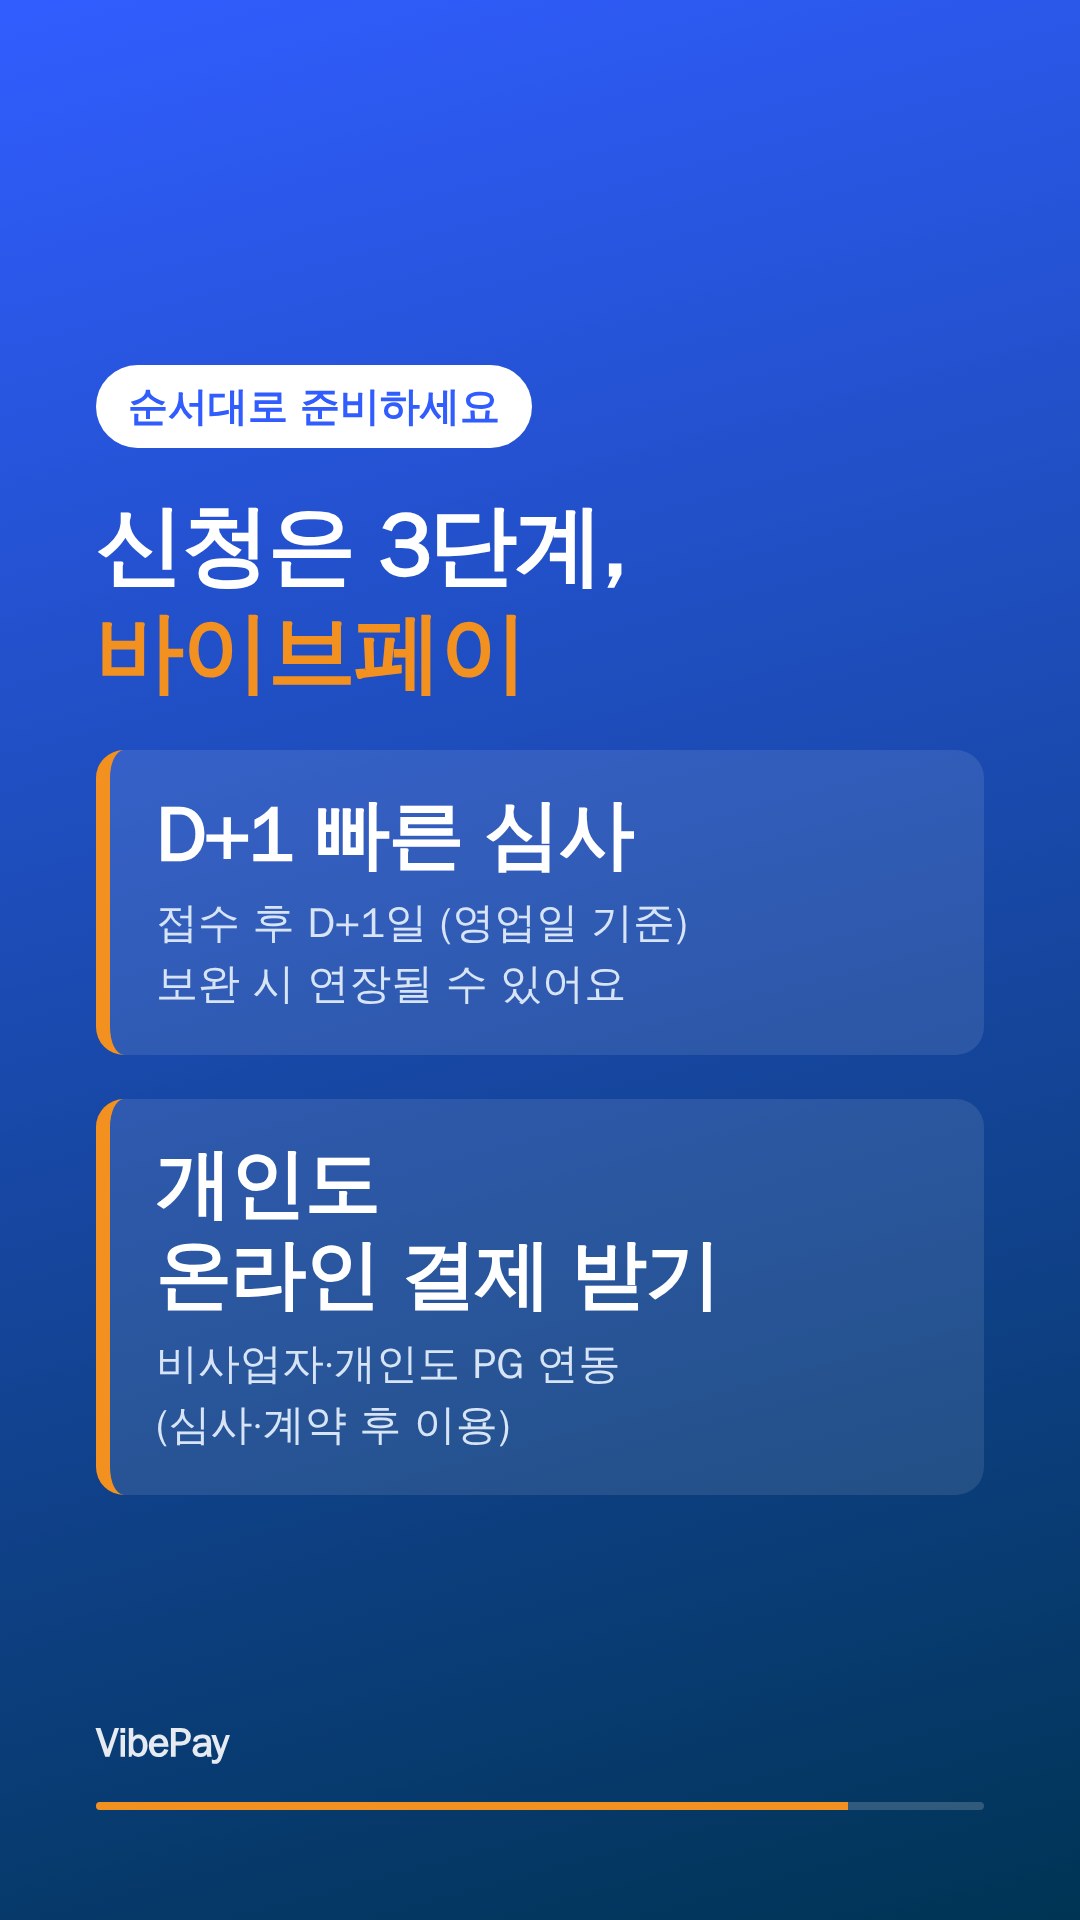 순서대로 준비하세요
신청은 3단계,
바이브페이
D+1 빠른 심사
접수 후 D+1일 (영업일 기준)
보완 시 연장될 수 있어요
개인도
온라인 결제 받기
비사업자·개인도 PG 연동
(심사·계약 후 이용)
VibePay